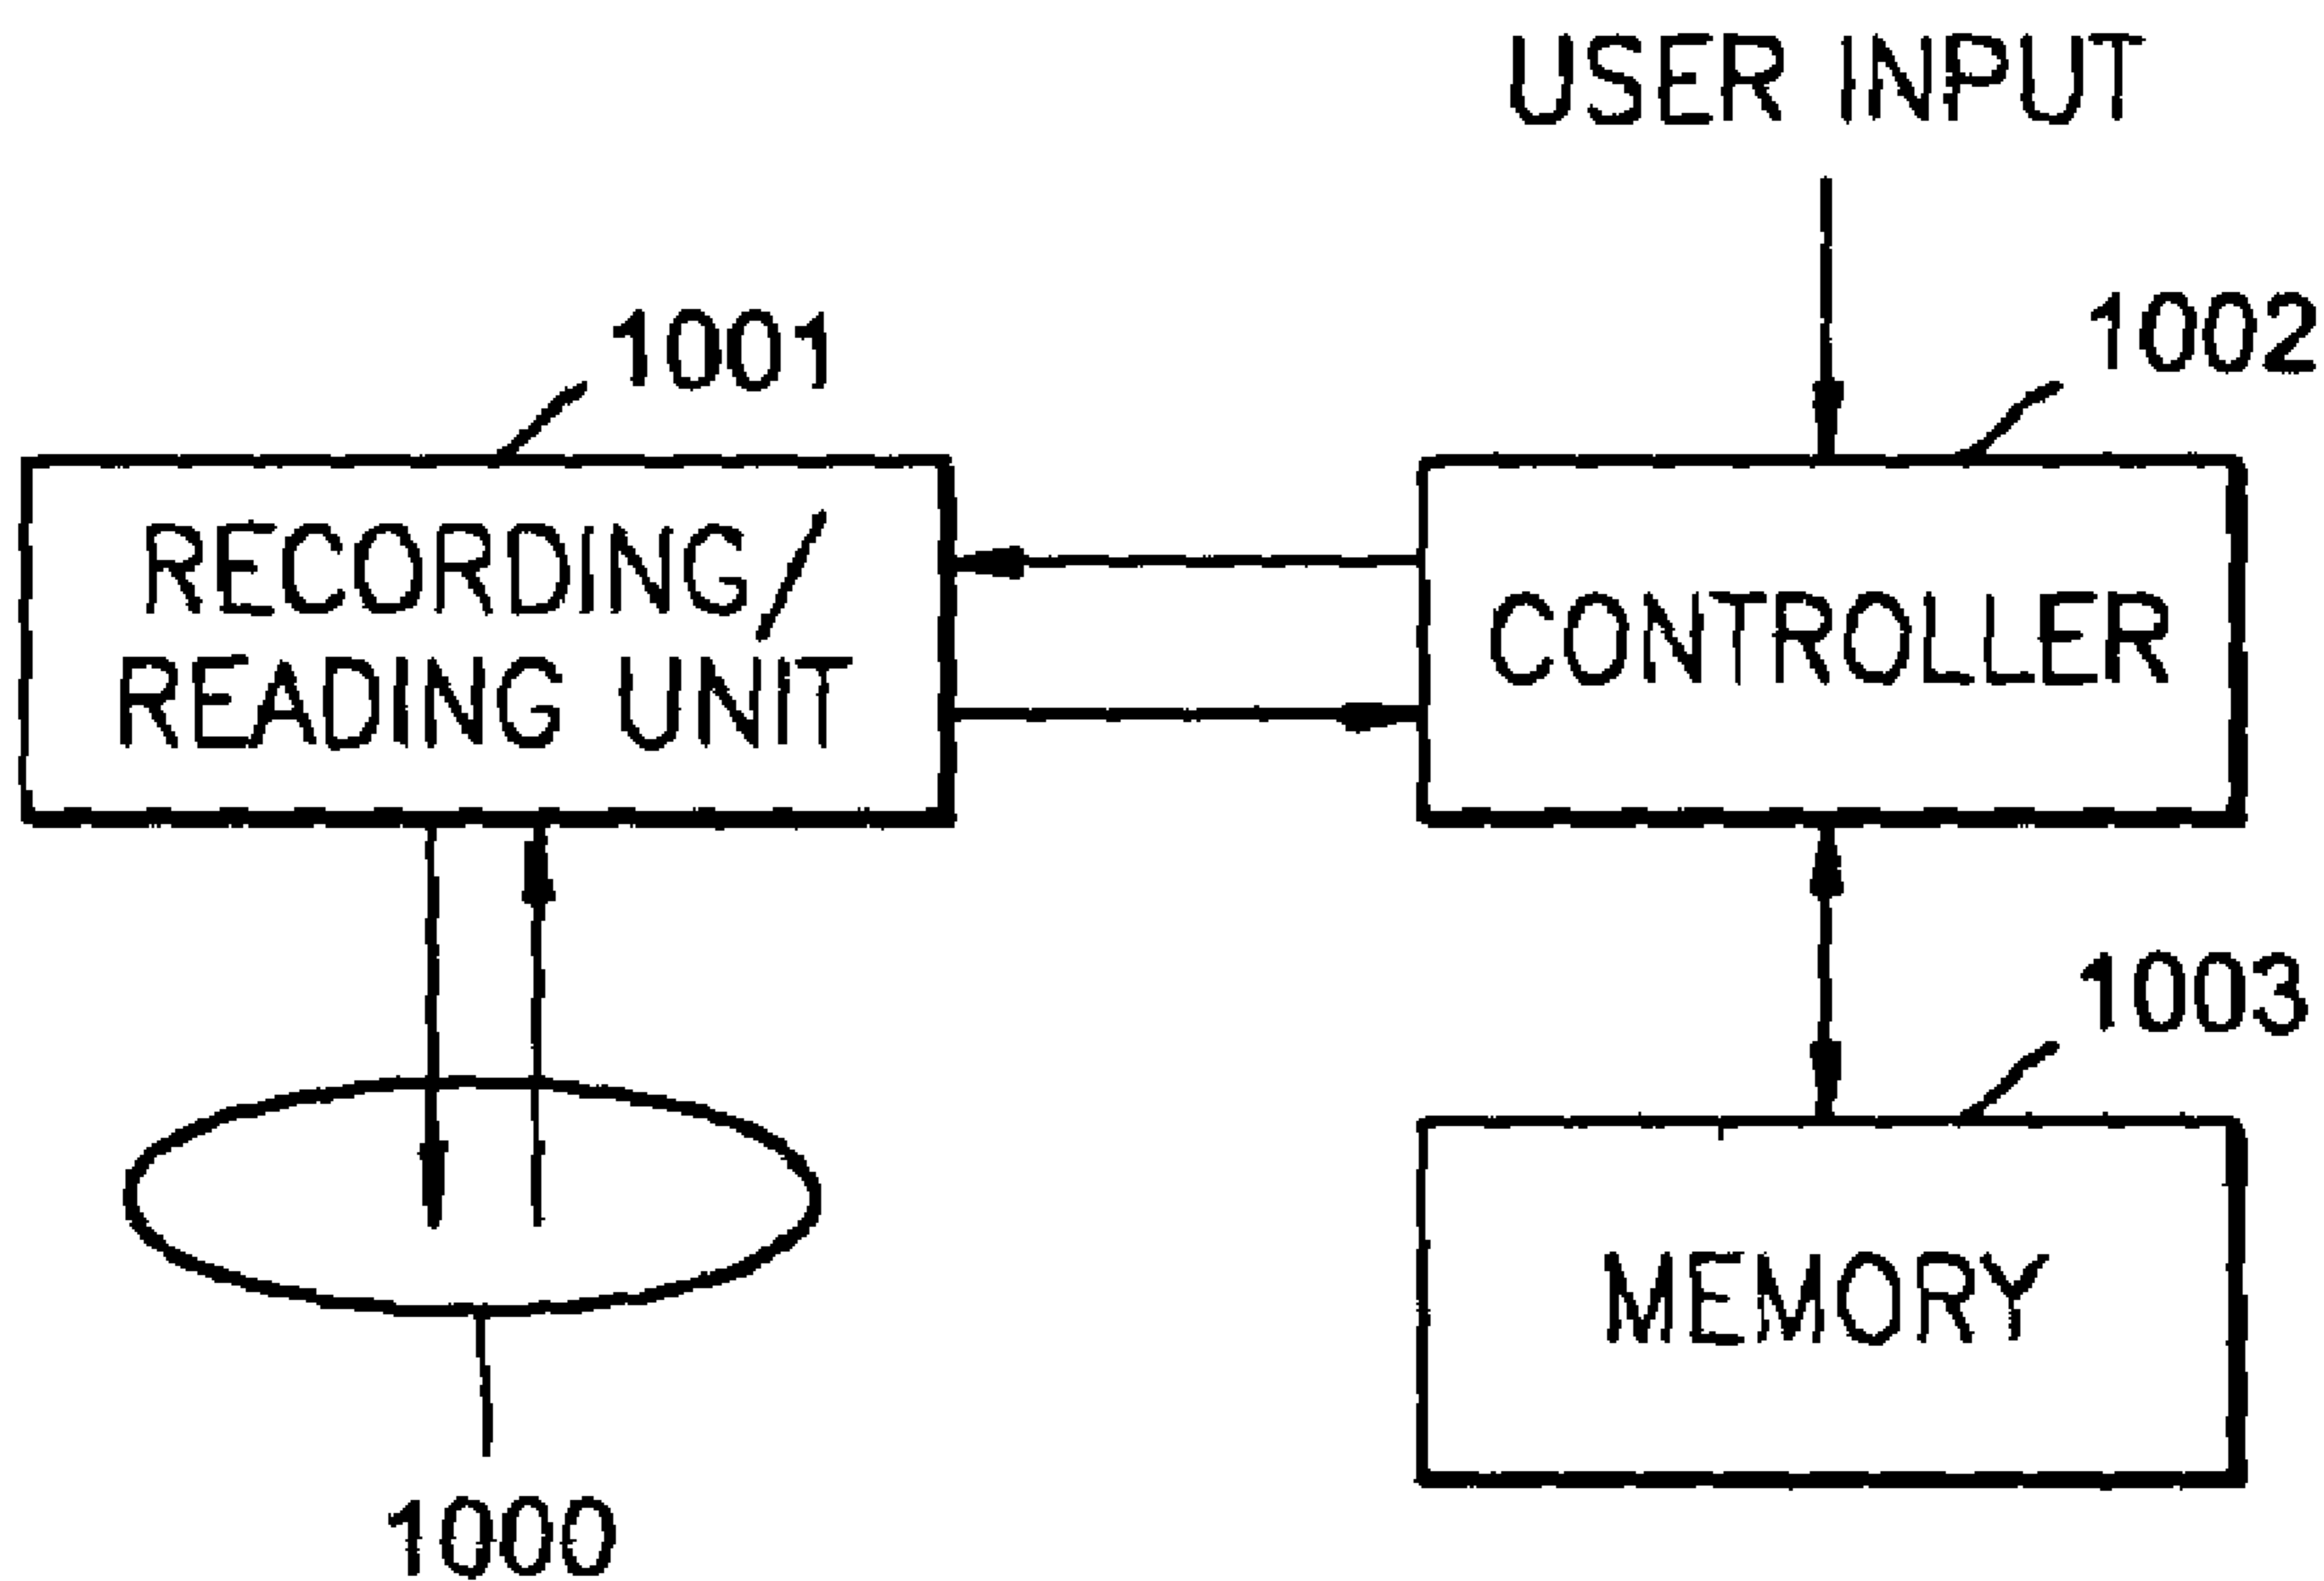 USER INPUT
1001
1002
RECORDING/
READING UNIT
CONTROLLER
1003
MEMORY
1000